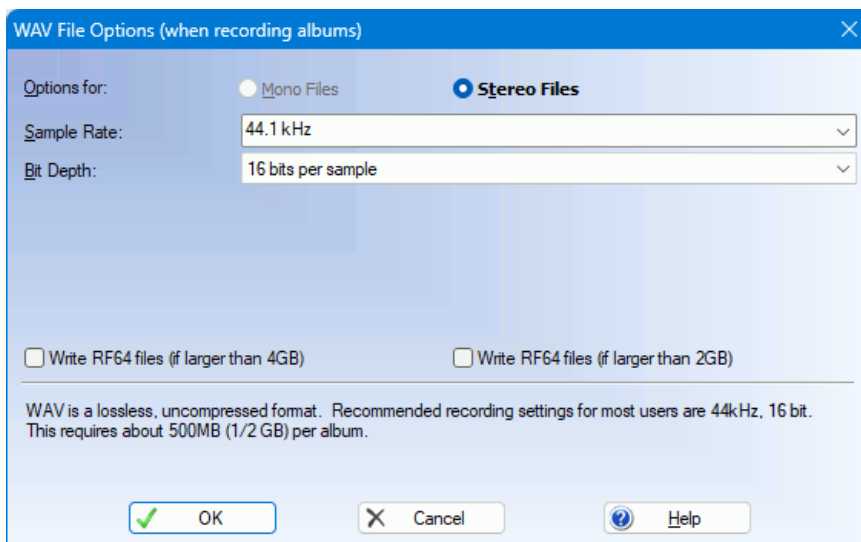 WAV File Options (when recording albums)
Options for: Mono Files Stereo Files
Sample Rate: 44.1 kHz
Bit Depth: 16 bits per sample
Write RF64 files (if larger than 4GB) Write RF64 files (if larger than 2GB)
WAV is a lossless, uncompressed format. Recommended recording settings for most users are 44kHz, 16 bit.
This requires about 500MB (1/2 GB) per album.
OK Cancel Help